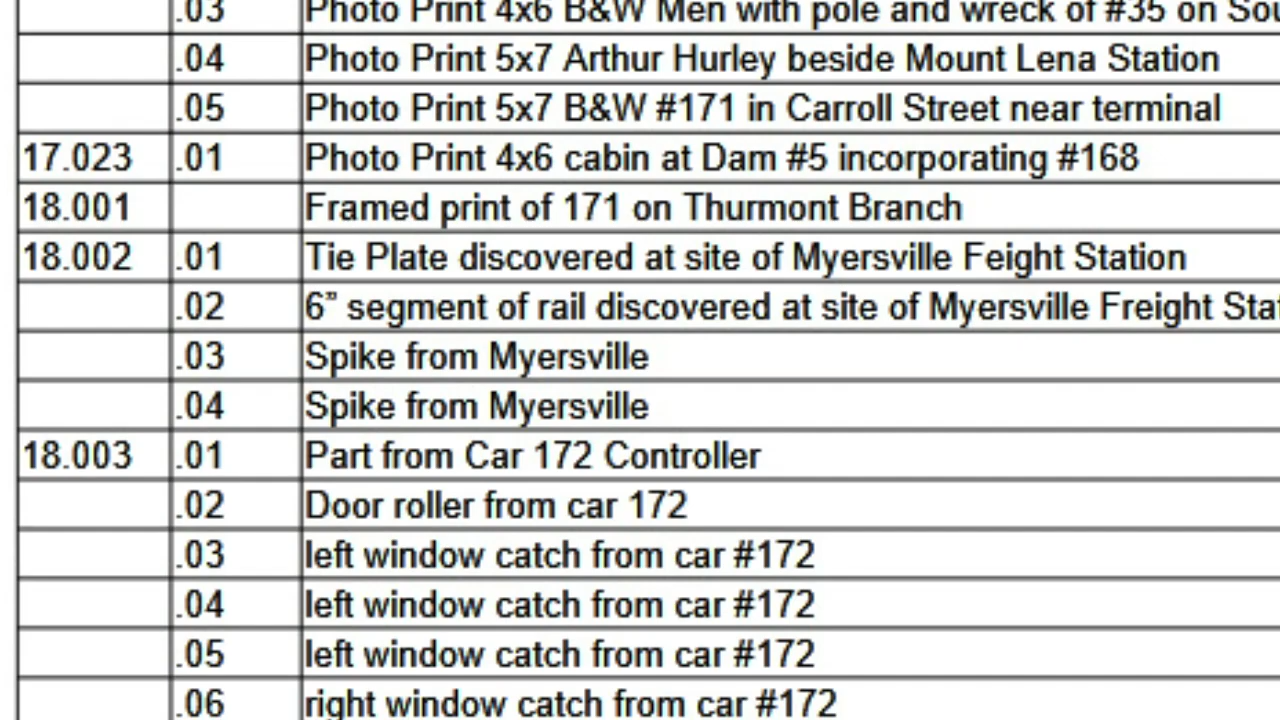 .03 Photo Print 4x6 B&W Men with pole and wreck of #35 on
.04 Photo Print 5x7 Arthur Hurley beside Mount Lena Station
.05 Photo Print 5x7 B&W #171 in Carroll Street near terminal
17.023 .01 Photo Print 4x6 cabin at Dam #5 incorporating #168
18.001 Framed print of 171 on Thurmont Branch
18.002 .01 Tie Plate discovered at site of Myersville Feight Station
.02 6” segment of rail discovered at site of Myersville Freight
.03 Spike from Myersville
.04 Spike from Myersville
18.003 .01 Part from Car 172 Controller
.02 Door roller from car 172
.03 left window catch from car #172
.04 left window catch from car #172
.05 left window catch from car #172
.06 right window catch from car #172